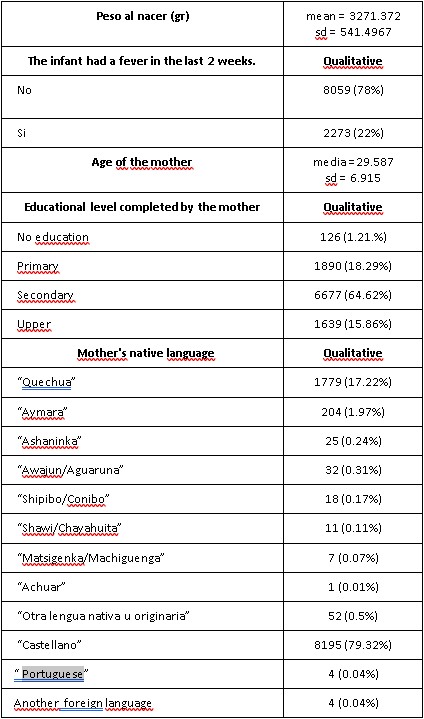 Peso al nacer (gr)
mean = 3271.372
sd = 541.4967
The infant had a fever in the last 2 weeks.
Qualitative
No
8059 (78%)
Si
2273 (22%)
Age of the mother
media=29.587
sd = 6.915
Educational level completed by the mother
Qualitative
No education
126 (1.21.%)
Primary
1890 (18.29%)
Secondary
6677 (64.62%)
Upper
1639 (15.86%)
Mother's native language
Qualitative
“Quechua”
1779 (17.22%)
“Aymara”
204 (1.97%)
“Ashaninka”
25 (0.24%)
“Awajun/Aguaruna”
32 (0.31%)
“Shipibo/Conibo”
18 (0.17%)
“Shawi/Chayahuita”
11 (0.11%)
“Matsigenka/Machiguenga”
7 (0.07%)
“Achuar”
1 (0.01%)
“Otra lengua nativa u originaria”
52 (0.5%)
“Castellano”
8195 (79.32%)
“ Portuguese”
4 (0.04%)
Another foreign language
4 (0.04%)